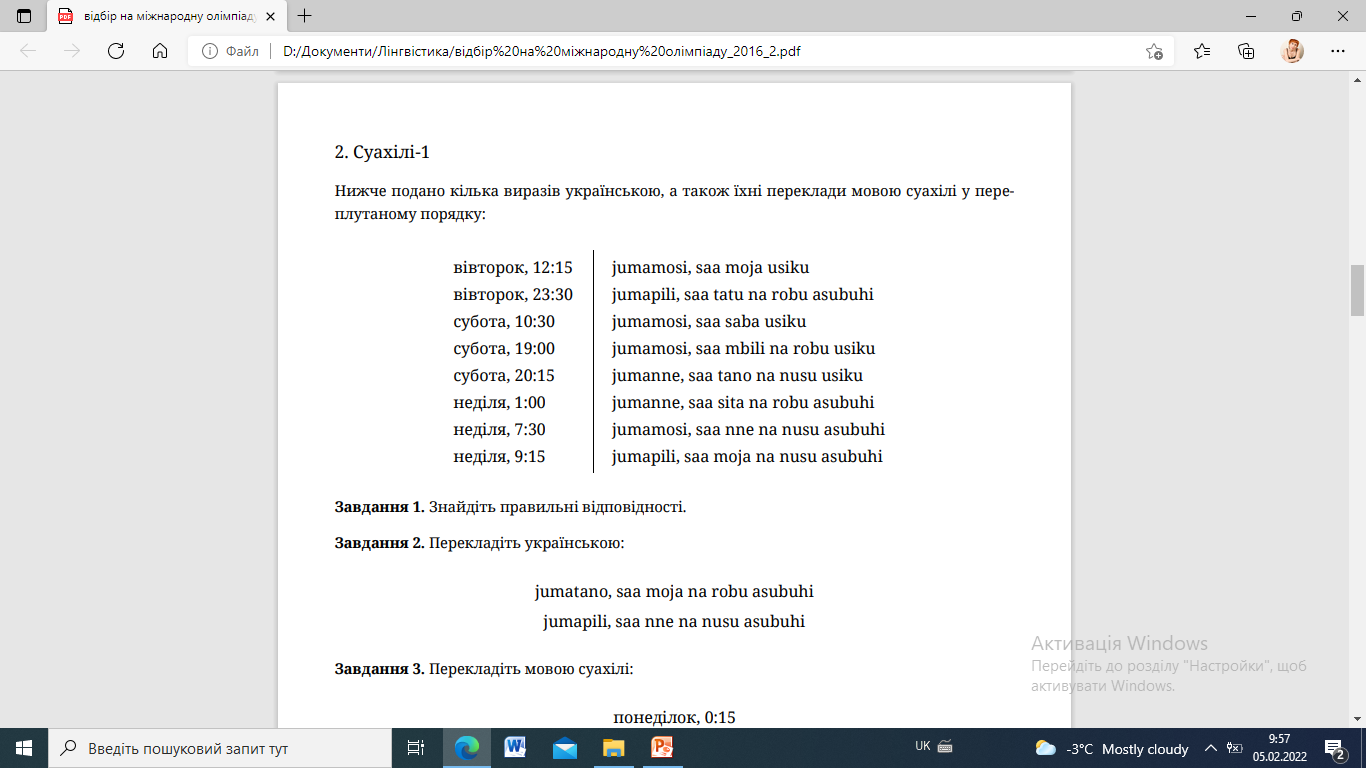 відбір на міжнародну олімпіаду
Файл
D:/Документи/Лінгвістика/відбір%20на%20міжнародну%20олімпіаду_2016_2.pdf
2. Суахілі-1
Нижче подано кілька виразів українською, а також їхні переклади мовою суахілі у пере-
плутаному порядку:
вівторок, 12:15 jumamosi, saa moja usiku
вівторок, 23:30 jumapili, saa tatu na robu asubuhi
субота, 10:30 jumamosi, saa saba usiku
субота, 19:00 jumamosi, saa mbili na robu usiku
субота, 20:15 jumanne, saa tano na nusu usiku
неділя, 1:00 jumanne, saa sita na robu asubuhi
неділя, 7:30 jumamosi, saa nne na nusu asubuhi
неділя, 9:15 jumapili, saa moja na nusu asubuhi
Завдання 1. Знайдіть правильні відповідності.
Завдання 2. Перекладіть українською:
jumatano, saa moja na robu asubuhi
jumapili, saa nne na nusu asubuhi
Завдання 3. Перекладіть мовою суахілі:
понеділок, 0:15
Активація Windows
Перейдіть до розділу "Настройки", щоб
активувати Windows.
Введіть пошуковий запит тут
UK
-3°C Mostly cloudy
9:57
05.02.2022
2